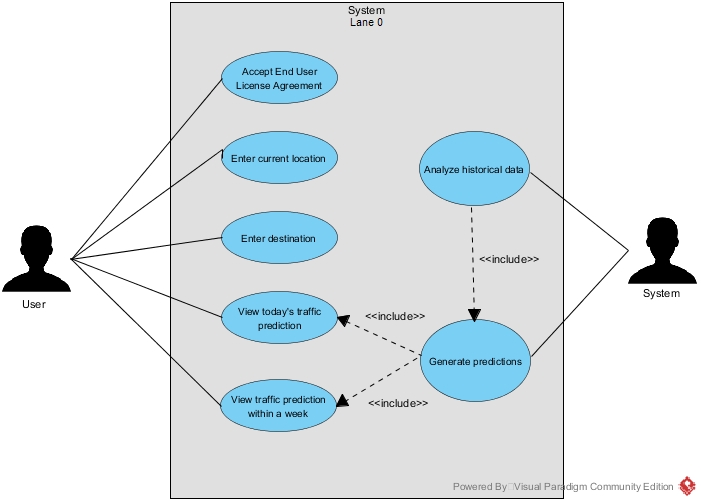 System
Lane 0
Accept End User
License Agreement
Enter current location
Analyze historical data
Enter destination
<<include>>
User
System
View today's traffic
prediction
<<include>>
Generate predictions
View traffic prediction
within a week
<<include>>
Powered By Visual Paradigm Community Edition